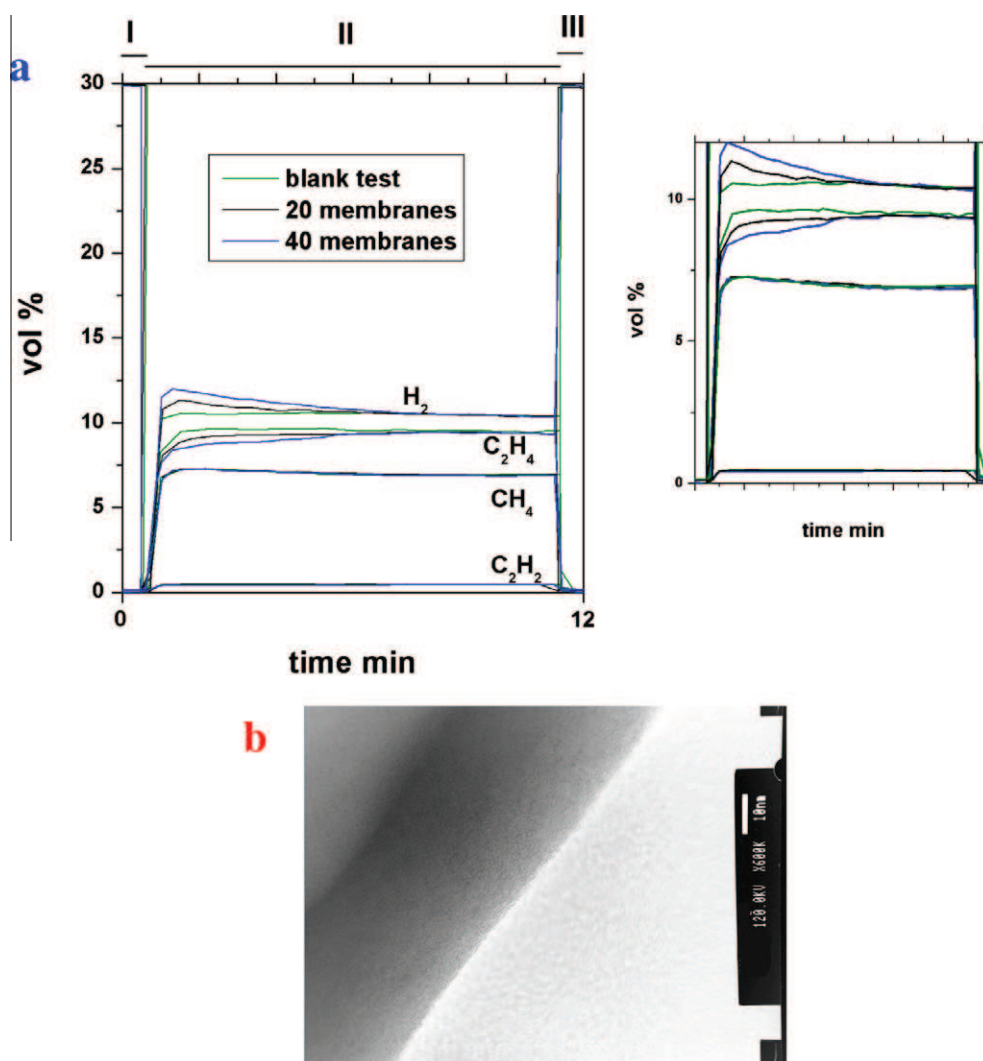 I II III
a
30
25
20
15
10
5
0
vol %
blank test
20 membranes
40 membranes
H₂
C₂H₄
CH₄
C₂H₂
0 12
time min
10
5
0
vol %
time min
b
120.0KV X600K 10nm